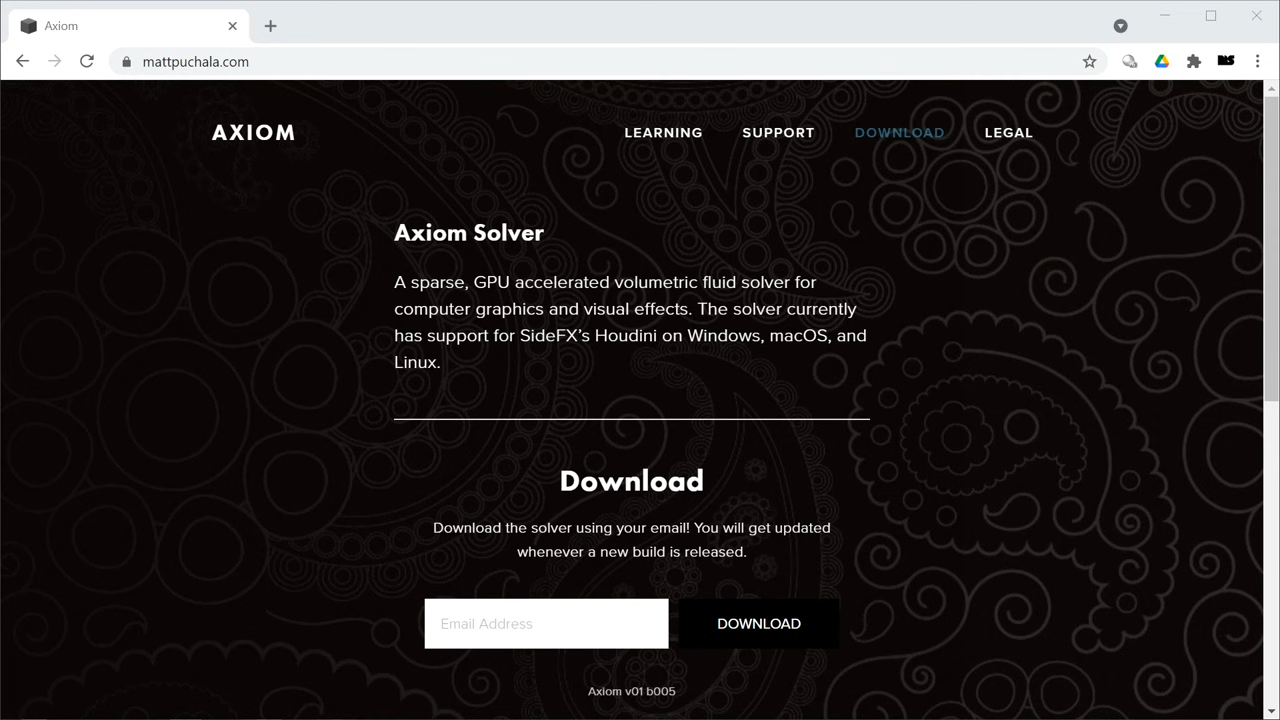 Axiom
mattpuchala.com
AXIOM
LEARNING SUPPORT DOWNLOAD LEGAL
Axiom Solver
A sparse, GPU accelerated volumetric fluid solver for
computer graphics and visual effects. The solver currently
has support for SideFX’s Houdini on Windows, macOS, and
Linux.
Download
Download the solver using your email! You will get updated
whenever a new build is released.
Email Address DOWNLOAD
Axiom v01 b005